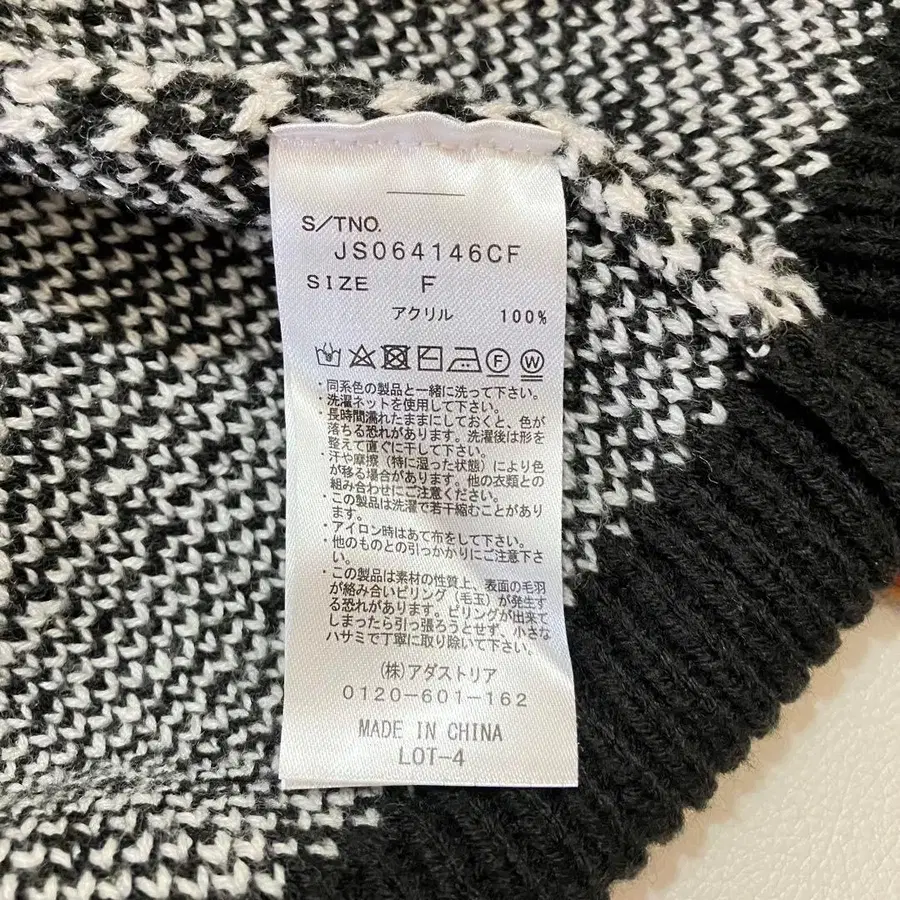 S/TNO.
JS064146CF
SIZE F
アクリル 100%
・同系色の製品と一緒に洗って下さい。
・洗濯ネットを使用して下さい。
・長時間濡れたままにしておくと、色が
落ちる恐れがあります。洗濯後は形を
整えて直ぐに干して下さい。
・汗や摩擦（特に湿った状態）により色
が移る場合があります。他の衣類との
組み合わせにご注意ください。
・この製品は洗濯で若干縮むことがあり
ます。
・アイロン時はあて布をして下さい。
・他のものとの引っかかりにご注意下さ
い。
・この製品は素材の性質上、表面の毛羽
が絡み合いピリング（毛玉）が発生す
る恐れがあります。ピリングが出来て
しまったら引っ張ろうとせず、小さな
ハサミで丁寧に取り除いて下さい。
(株)アダストリア
0120-601-162
MADE IN CHINA
LOT-4